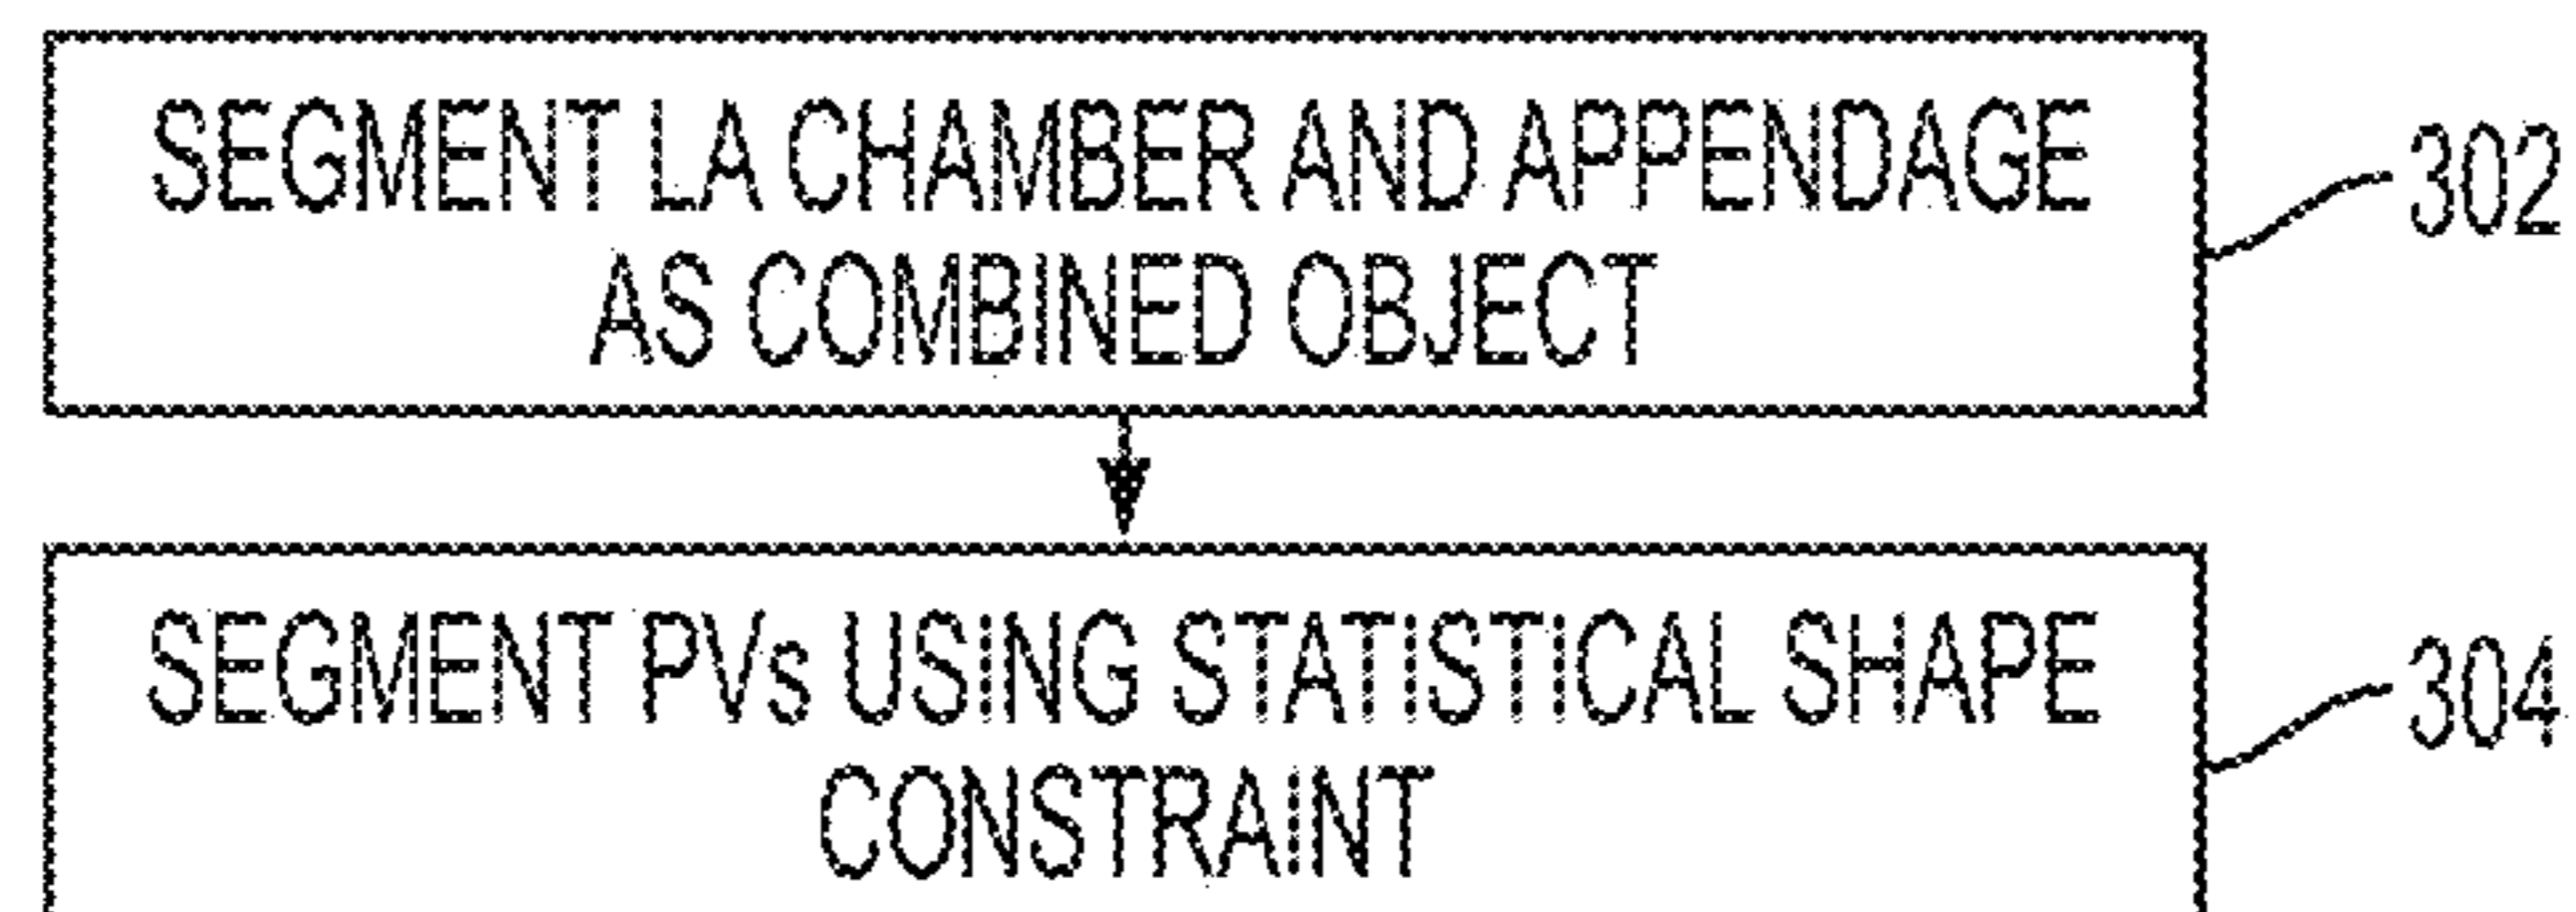 SEGMENT LA CHAMBER AND APPENDAGE
AS COMBINED OBJECT
302
SEGMENT PVs USING STATISTICAL SHAPE
CONSTRAINT
304